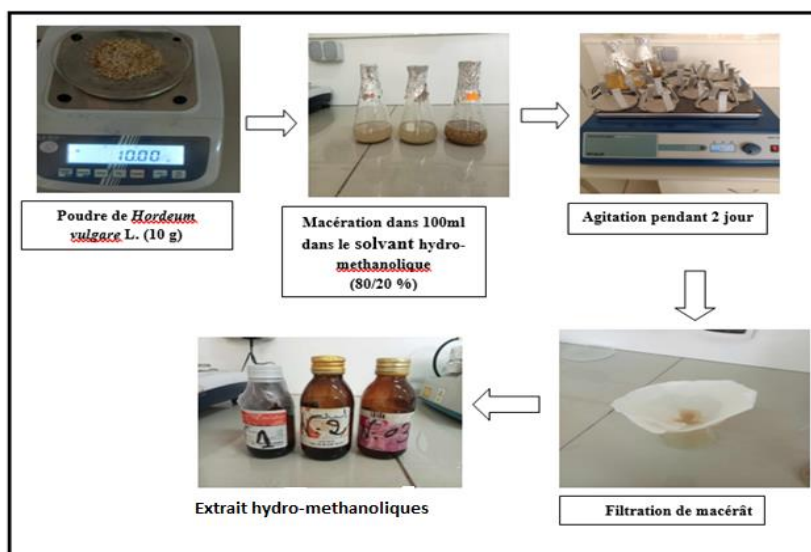 10.00
Poudre de Hordeum
vulgare L. (10 g)
Macération dans 100ml
dans le solvant hydro-
methanolique
(80/20 %)
Agitation pendant 2 jour
Extrait hydro-methanoliques
Filtration de macérât